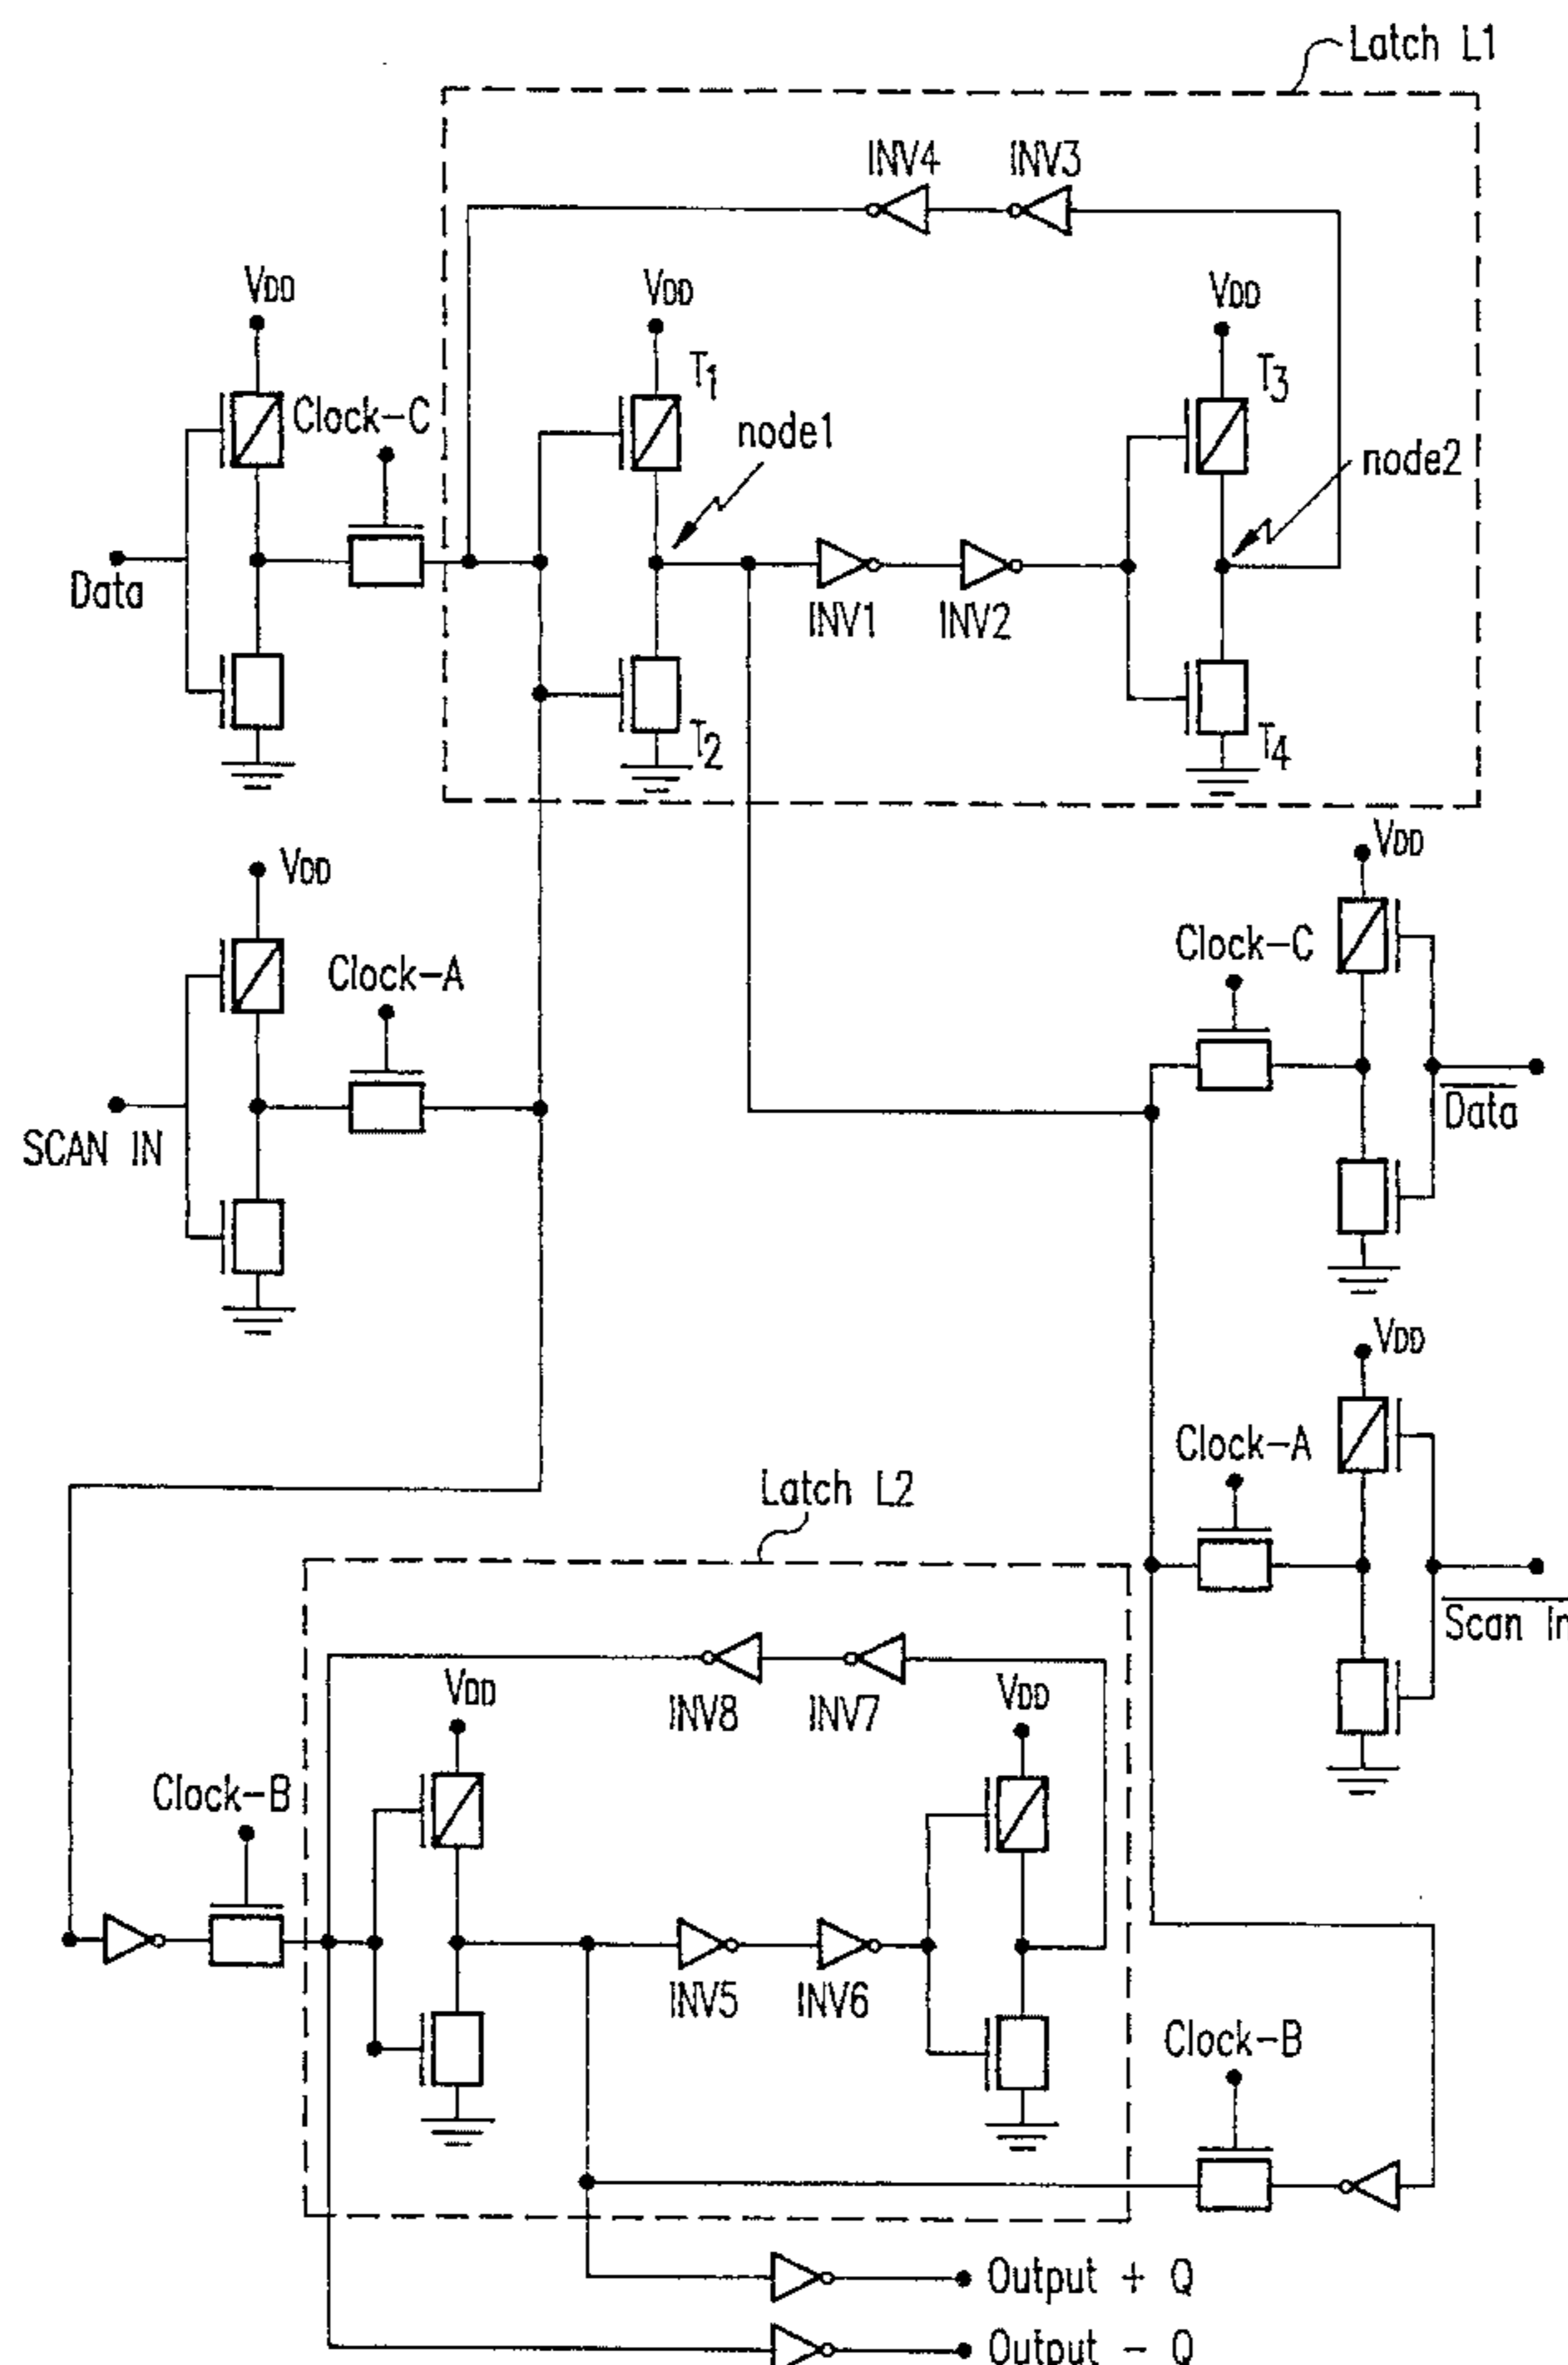 Latch L1
INV4
INV3
VDD
VDD
VDD
T1
T3
Clock-C
node1
node2
Data
INV1
INV2
T2
T4
VDD
VDD
Clock-A
Clock-C
SCAN IN
Data
VDD
Clock-A
Latch L2
Scan In
INV8
INV7
VDD
VDD
Clock-B
INV5
INV6
Clock-B
Output + Q
Output - Q